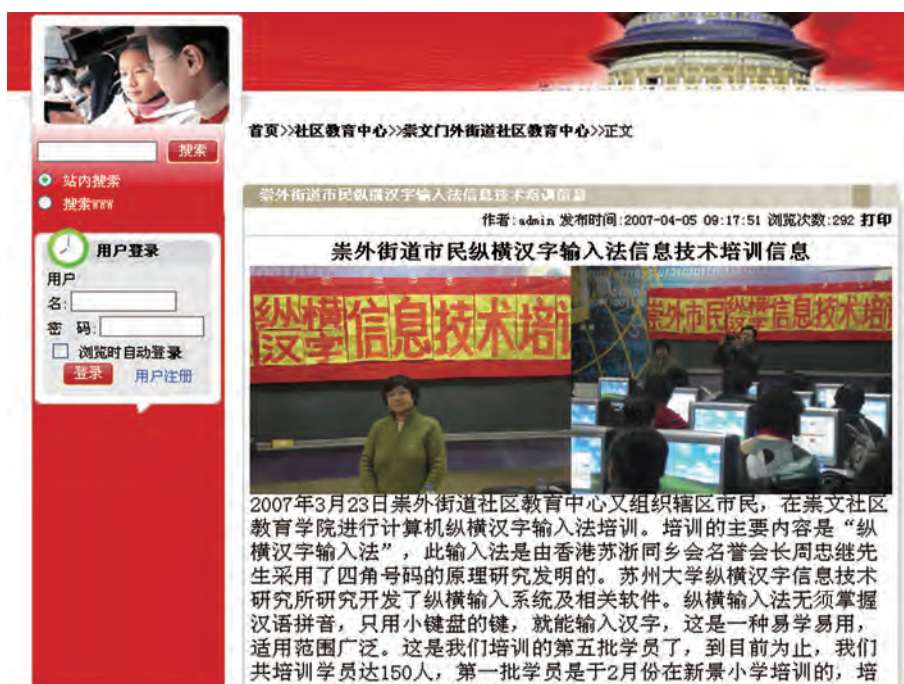 首页>>社区教育中心>>崇文门外街道社区教育中心>>正文
搜索
站内搜索
搜索www
用户登录
用户
名:
密 码:
浏览时自动登录
登录 用户注册
崇外街道市民纵横汉字输入法信息技术培训信息
作者:admin 发布时间:2007-04-05 09:17:51 浏览次数:292 打印
崇外街道市民纵横汉字输入法信息技术培训信息
纵横
汉字
信息技术培训
崇外市民纵横
信息技术培
2007年3月23日崇外街道社区教育中心又组织辖区市民，在崇文社区
教育学院进行计算机纵横汉字输入法培训。培训的主要内容是“纵
横汉字输入法”，此输入法是由香港苏浙同乡会名誉会长周忠继先
生采用了四角号码的原理研究发明的。苏州大学纵横汉字信息技术
研究所研究开发了纵横输入系统及相关软件。纵横输入法无须掌握
汉语拼音，只用小键盘的键，就能输入汉字，这是一种易学易用，
适用范围广泛。这是我们培训的第五批学员了，到目前为止，我们
共培训学员达150人，第一批学员是于2月份在新景小学培训的，培